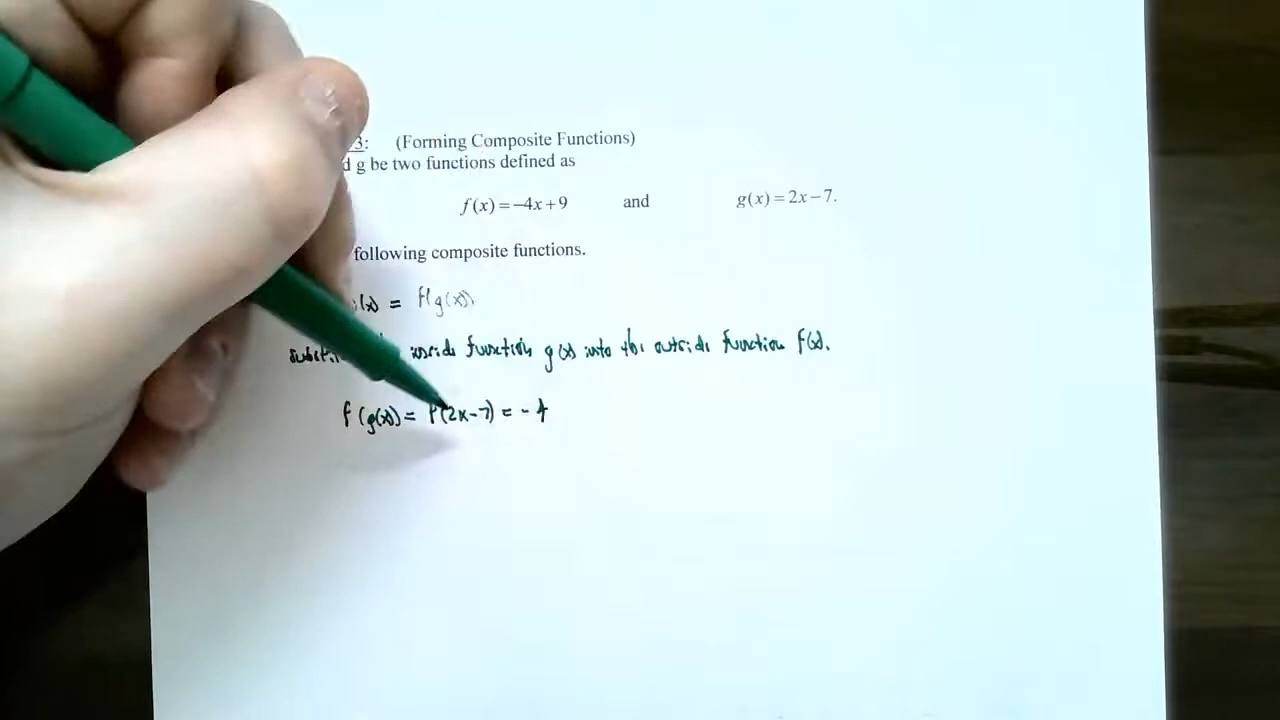 3: (Forming Composite Functions)
d g be two functions defined as
f(x)=−4x+9 and g(x)=2x−7.
following composite functions.
(x) = f(g(x)).
inside function g(x) into the outside function f(x).
f(g(x)) = f(2x-7) = -4